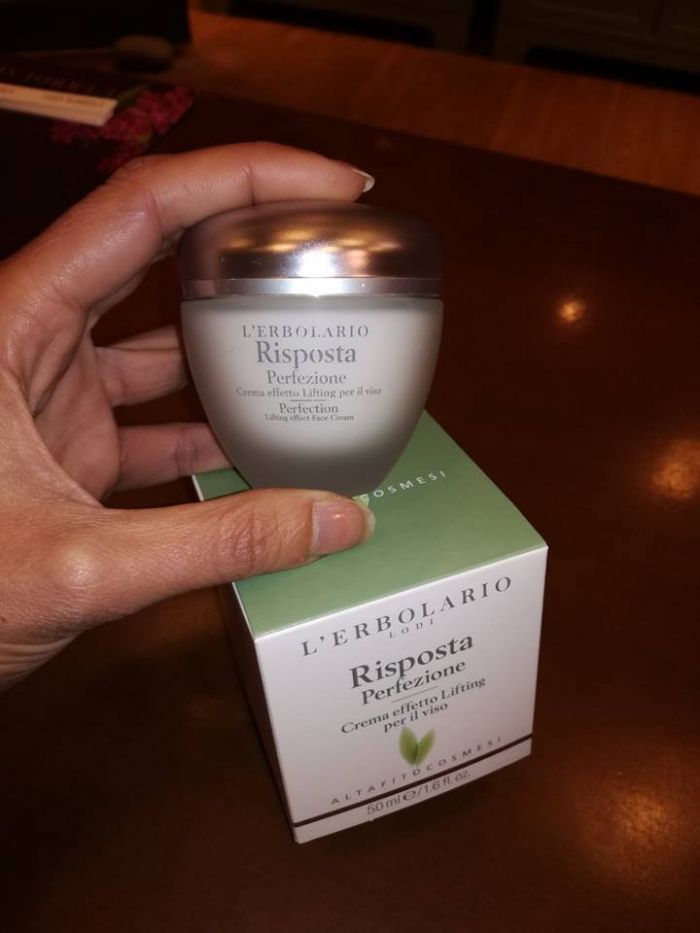 L'ERBOLARIO
Risposta
Perfezione
Crema effetto Lifting per il viso
Perfection
Lifting effect Face Cream
COSMESI
L'ERBOLARIO
LODI
Risposta
Perfezione
Crema effetto Lifting
per il viso
ALTAFITOCOSMESI
50 ml e/1.6 fl. oz.